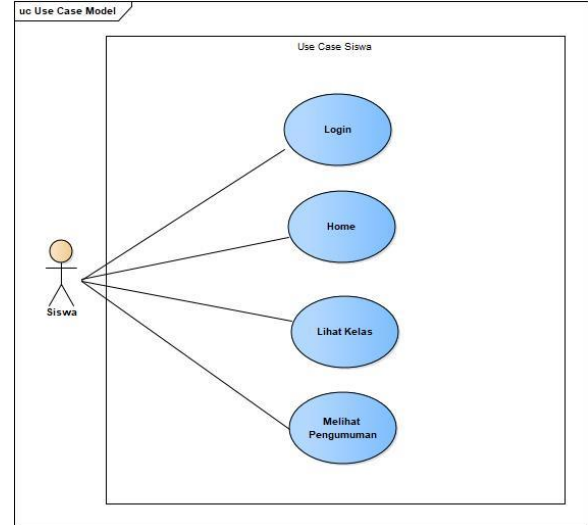 uc Use Case Model
Use Case Siswa
Login
Home
Siswa
Lihat Kelas
Melihat
Pengumuman